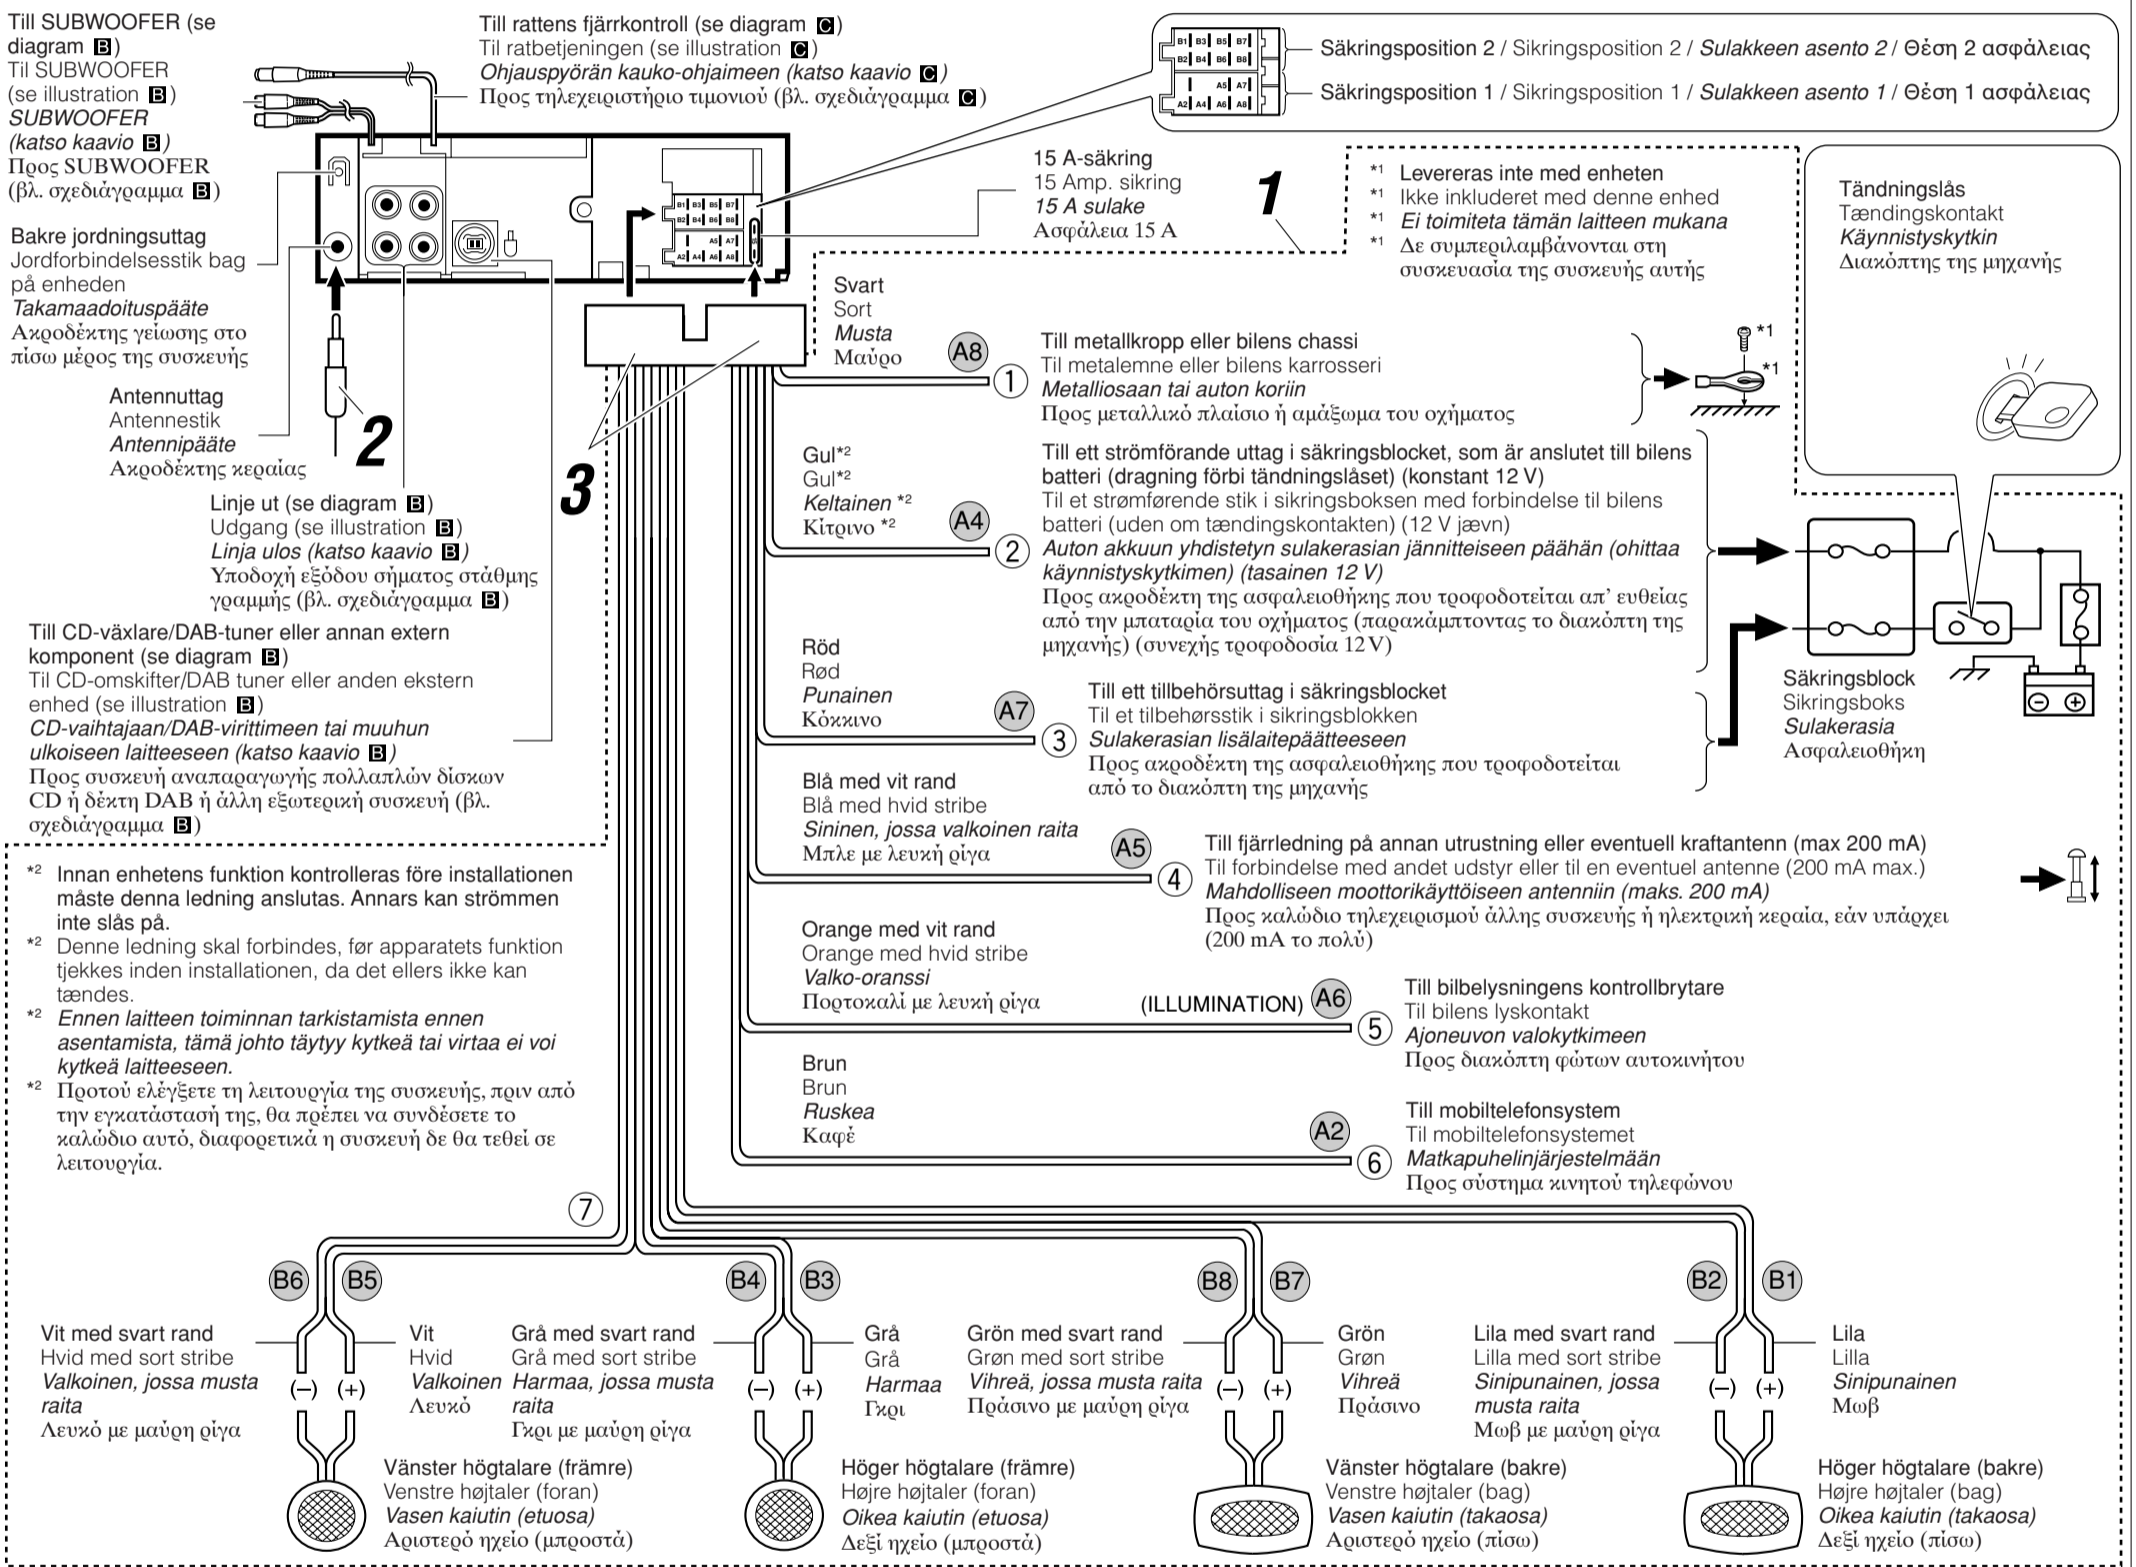 Till SUBWOOFER (se
diagram B)
Til SUBWOOFER
(se illustration B)
SUBWOOFER
(katso kaavio B)
Προς SUBWOOFER
(βλ. σχεδιάγραμμα B)
Till rattens fjärrkontroll (se diagram C)
Til ratbetjeningen (se illustration C)
Ohjauspyörän kauko-ohjaimeen (katso kaavio C)
Προς τηλεχειριστήριο τιμονιού (βλ. σχεδιάγραμμα C)
B1 B3 B5 B7
B2 B4 B6 B8
A5 A7
A2 A4 A6 A8
Säkringsposition 2 / Sikringsposition 2 / Sulakkeen asento 2 / Θέση 2 ασφάλειας
Säkringsposition 1 / Sikringsposition 1 / Sulakkeen asento 1 / Θέση 1 ασφάλειας
B1 B3 B5 B7
B2 B4 B6 B8
A5 A7
A2 A4 A6 A8
15 A-säkring
15 Amp. sikring
15 A sulake
Ασφάλεια 15 A
1
*1 Levereras inte med enheten
*1 Ikke inkluderet med denne enhed
*1 Ei toimiteta tämän laitteen mukana
*1 Δε συμπεριλαμβάνονται στη
συσκευασία της συσκευής αυτής
Tändningslås
Tændingskontakt
Käynnistyskytkin
Διακόπτης της μηχανής
Bakre jordningsuttag
Jordforbindelsesstik bag
på enheden
Takamaadoituspääte
Ακροδέκτης γείωσης στο
πίσω μέρος της συσκευής
Antennuttag
Antennestik
Antennipääte
Ακροδέκτης κεραίας
2
3
Linje ut (se diagram B)
Udgang (se illustration B)
Linja ulos (katso kaavio B)
Υποδοχή εξόδου σήματος στάθμης
γραμμής (βλ. σχεδιάγραμμα B)
Till CD-växlare/DAB-tuner eller annan extern
komponent (se diagram B)
Til CD-omskifter/DAB tuner eller anden ekstern
enhed (se illustration B)
CD-vaihtajaan/DAB-virittimeen tai muuhun
ulkoiseen laitteeseen (katso kaavio B)
Προς συσκευή αναπαραγωγής πολλαπλών δίσκων
CD ή δέκτη DAB ή άλλη εξωτερική συσκευή (βλ.
σχεδιάγραμμα B)
Svart
Sort
Musta
Μαύρο
A8
1
Till metallkropp eller bilens chassi
Til metalemne eller bilens karrosseri
Metalliosaan tai auton koriin
Προς μεταλλικό πλαίσιο ή αμάξωμα του οχήματος
*1
*1
Gul*2
Gul*2
Keltainen *2
Κίτρινο *2
A4
2
Till ett strömförande uttag i säkringsblocket, som är anslutet till bilens
batteri (dragning förbi tändningslåset) (konstant 12 V)
Til et strømførende stik i sikringsboksen med forbindelse til bilens
batteri (uden om tændingskontakten) (12 V jævn)
Auton akkuun yhdistetyn sulakerasian jännitteiseen päähän (ohittaa
käynnistyskytkimen) (tasainen 12 V)
Προς ακροδέκτη της ασφαλειοθήκης που τροφοδοτείται απ' ευθείας
από την μπαταρία του οχήματος (παρακάμπτοντας το διακόπτη της
μηχανής) (συνεχής τροφοδοσία 12 V)
Säkringsblock
Sikringsboks
Sulakerasia
Ασφαλειοθήκη
Röd
Rød
Punainen
Κόκκινο
A7
3
Till ett tillbehörsuttag i säkringsblocket
Til et tilbehørsstik i sikringsblokken
Sulakerasian lisälaitepäätteeseen
Προς ακροδέκτη της ασφαλειοθήκης που τροφοδοτείται
από το διακόπτη της μηχανής
Blå med vit rand
Blå med hvid stribe
Sininen, jossa valkoinen raita
Μπλε με λευκή ρίγα
A5
4
Till fjärrledning på annan utrustning eller eventuell kraftantenn (max 200 mA)
Til forbindelse med andet udstyr eller til en eventuel antenne (200 mA max.)
Mahdolliseen moottorikäyttöiseen antenniin (maks. 200 mA)
Προς καλώδιο τηλεχειρισμού άλλης συσκευής ή ηλεκτρική κεραία, εάν υπάρχει
(200 mA το πολύ)
*2 Innan enhetens funktion kontrolleras före installationen
måste denna ledning anslutas. Annars kan strömmen
inte slås på.
*2 Denne ledning skal forbindes, før apparatets funktion
tjekkes inden installationen, da det ellers ikke kan
tændes.
*2 Ennen laitteen toiminnan tarkistamista ennen
asentamista, tämä johto täytyy kytkeä tai virtaa ei voi
kytkeä laitteeseen.
*2 Προτού ελέγξετε τη λειτουργία της συσκευής, πριν από
την εγκατάστασή της, θα πρέπει να συνδέσετε το
καλώδιο αυτό, διαφορετικά η συσκευή δε θα τεθεί σε
λειτουργία.
Orange med vit rand
Orange med hvid stribe
Valko-oranssi
Πορτοκαλί με λευκή ρίγα
(ILLUMINATION) A6
5
Till bilbelysningens kontrollbrytare
Til bilens lyskontakt
Ajoneuvon valokytkimeen
Προς διακόπτη φώτων αυτοκινήτου
Brun
Brun
Ruskea
Καφέ
A2
6
Till mobiltelefonsystem
Til mobiltelefonsystemet
Matkapuhelinjärjestelmään
Προς σύστημα κινητού τηλεφώνου
7
B6 B5
B4 B3
B8 B7
B2 B1
Vit med svart rand
Hvid med sort stribe
Valkoinen, jossa musta
raita
Λευκό με μαύρη ρίγα
(−) (+)
Vit
Hvid
Valkoinen
Λευκό
Grå med svart rand
Grå med sort stribe
Harmaa, jossa musta
raita
Γκρι με μαύρη ρίγα
(−) (+)
Grå
Grå
Harmaa
Γκρι
Grön med svart rand
Grøn med sort stribe
Vihreä, jossa musta raita
Πράσινο με μαύρη ρίγα
(−) (+)
Grön
Grøn
Vihreä
Πράσινο
Lila med svart rand
Lilla med sort stribe
Sinipunainen, jossa
musta raita
Μωβ με μαύρη ρίγα
(−) (+)
Lila
Lilla
Sinipunainen
Μωβ
Vänster högtalare (främre)
Venstre højtaler (foran)
Vasen kaiutin (etuosa)
Αριστερό ηχείο (μπροστά)
Höger högtalare (främre)
Højre højtaler (foran)
Oikea kaiutin (etuosa)
Δεξί ηχείο (μπροστά)
Vänster högtalare (bakre)
Venstre højtaler (bag)
Vasen kaiutin (takaosa)
Αριστερό ηχείο (πίσω)
Höger högtalare (bakre)
Højre højtaler (bag)
Oikea kaiutin (takaosa)
Δεξί ηχείο (πίσω)